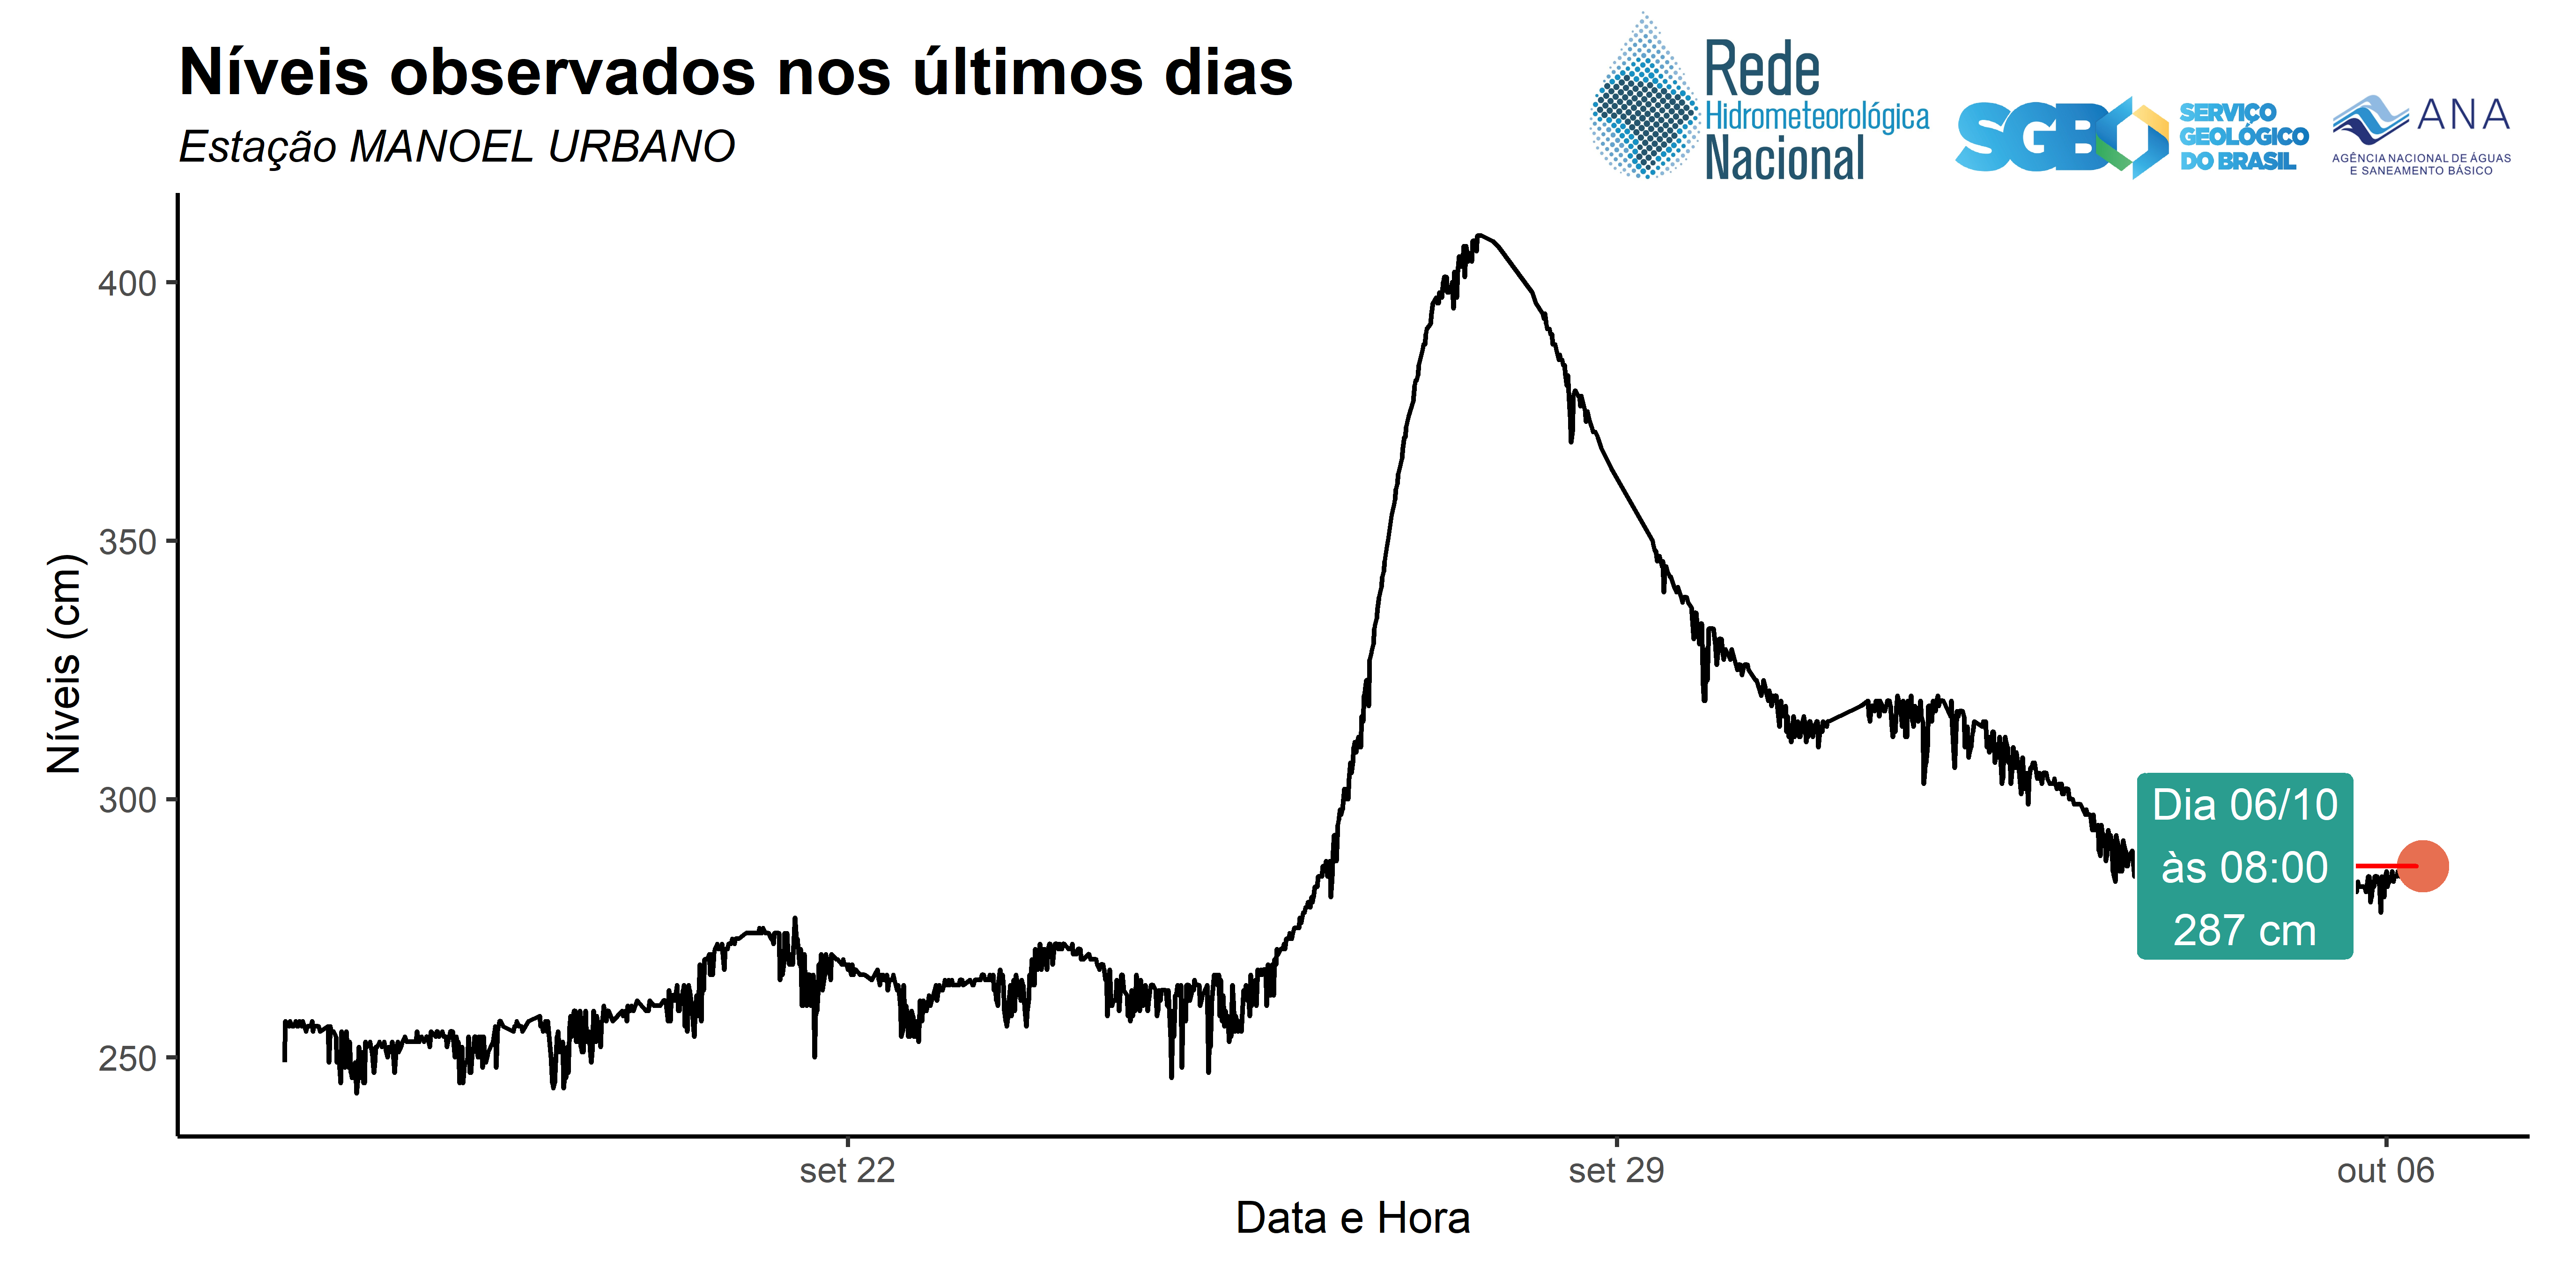 Níveis observados nos últimos dias
Estação MANOEL URBANO
Rede
Hidrometeorológica
Nacional
SGB
SERVIÇO
GEOLÓGICO
DO BRASIL
ANA
AGÊNCIA NACIONAL DE ÁGUAS
E SANEAMENTO BÁSICO
Níveis (cm)
400
350
300
250
Dia 06/10
às 08:00
287 cm
set 22
set 29
out 06
Data e Hora